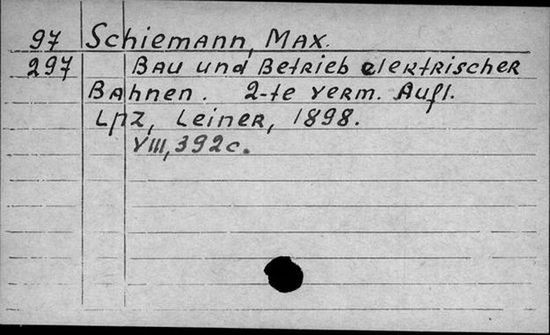 97 Schiemann, Max.
297 Bau und Betrieb elektrischer
Bahnen. 2-te verm. Aufl.
Lpz, Leiner, 1898.
VIII, 392c.